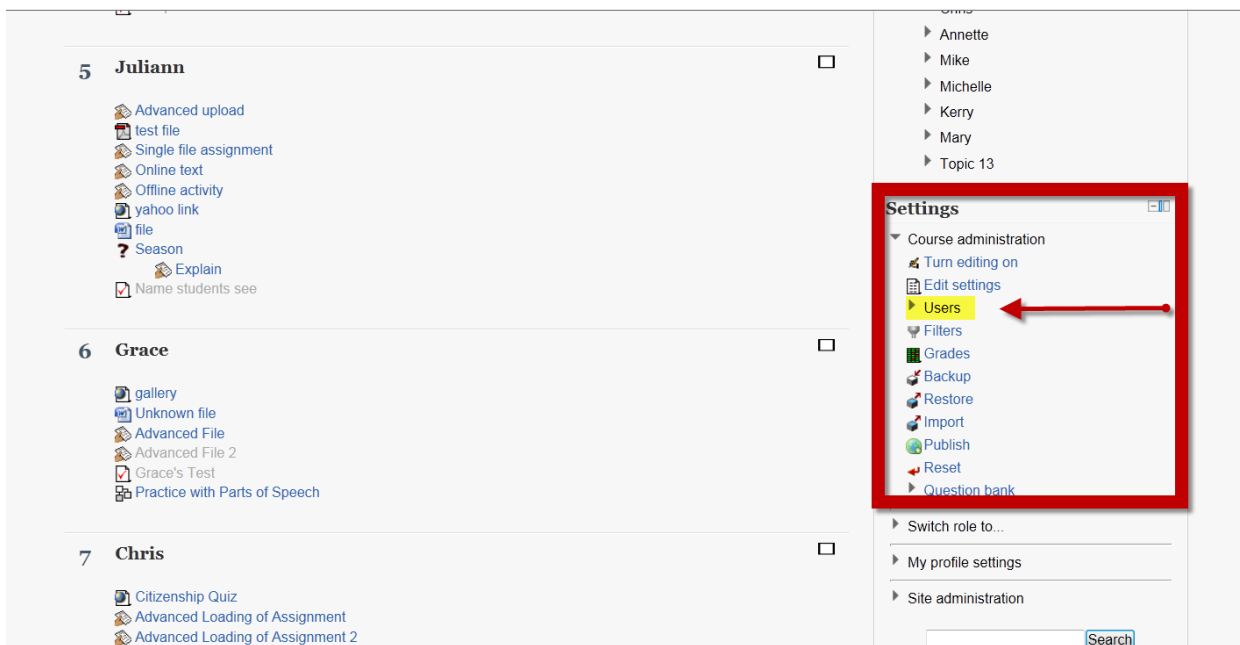 5 Juliann
Advanced upload
test file
Single file assignment
Online text
Offline activity
yahoo link
file
Season
Explain
Name students see
6 Grace
gallery
Unknown file
Advanced File
Advanced File 2
Grace's Test
Practice with Parts of Speech
7 Chris
Citizenship Quiz
Advanced Loading of Assignment
Advanced Loading of Assignment 2
Annette
Mike
Michelle
Kerry
Mary
Topic 13
Settings
Course administration
Turn editing on
Edit settings
Users
Filters
Grades
Backup
Restore
Import
Publish
Reset
Question bank
Switch role to...
My profile settings
Site administration
Search